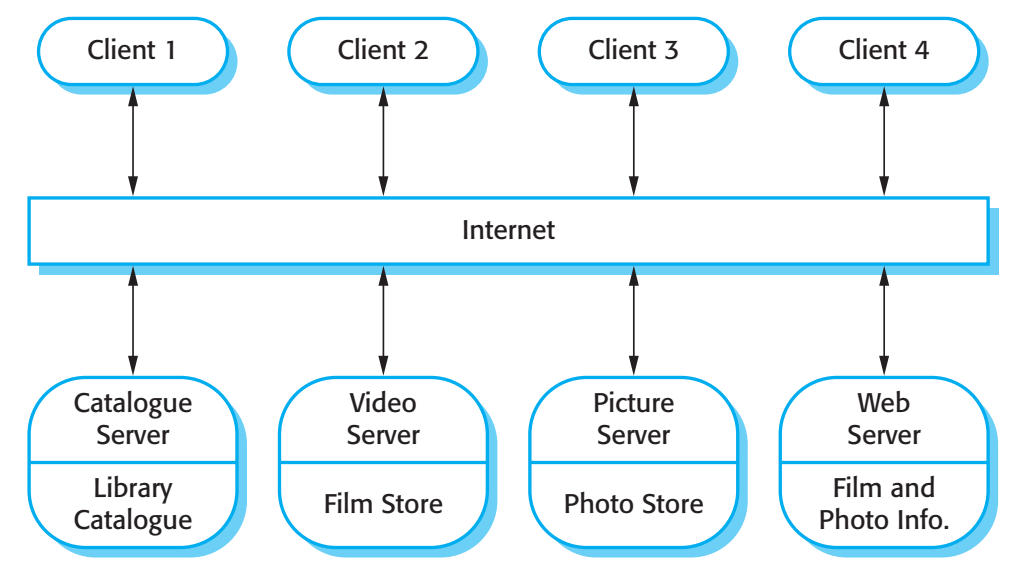 Client 1
Client 2
Client 3
Client 4
Internet
Catalogue
Server
Library
Catalogue
Video
Server
Film Store
Picture
Server
Photo Store
Web
Server
Film and
Photo Info.